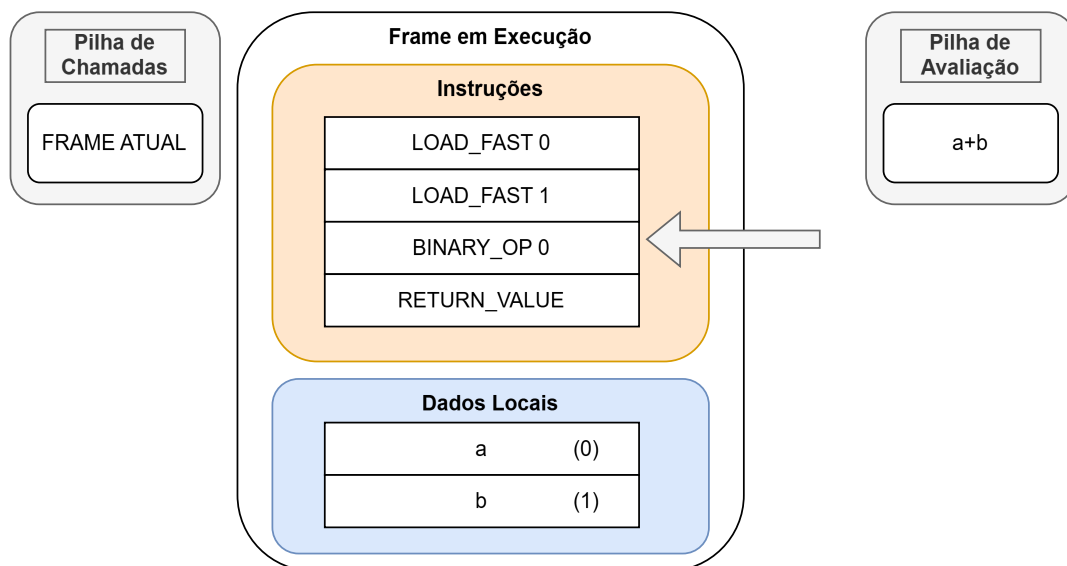 Pilha de
Chamadas
FRAME ATUAL
Frame em Execução
Instruções
LOAD_FAST 0
LOAD_FAST 1
BINARY_OP 0
RETURN_VALUE
Dados Locais
a (0)
b (1)
Pilha de
Avaliação
a+b